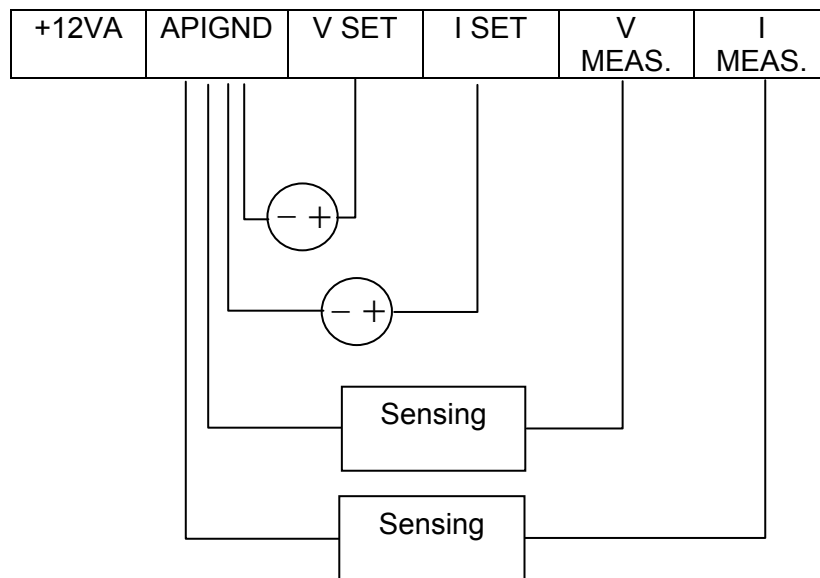 +12VA APIGND V SET I SET V MEAS. I MEAS.
− +
− +
Sensing
Sensing